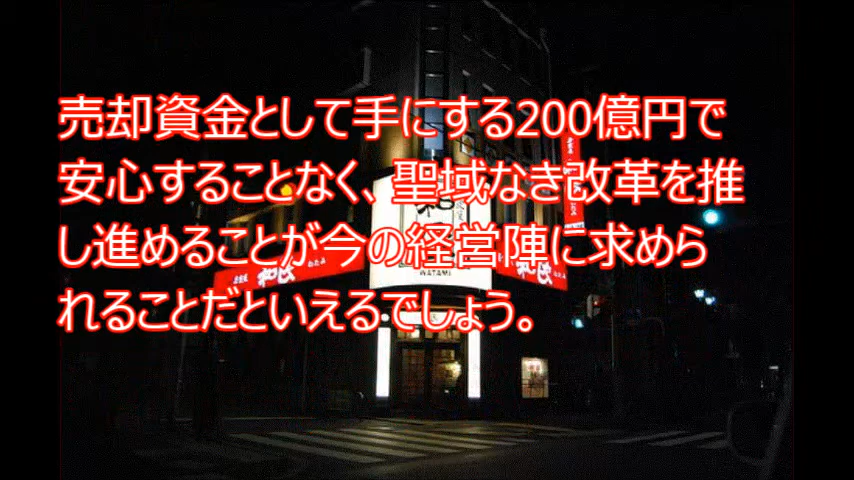 売却資金として手にする200億円で
安心することなく、聖域なき改革を推
し進めることが今の経営陣に求めら
れることだといえるでしょう。
和民
WATAMI